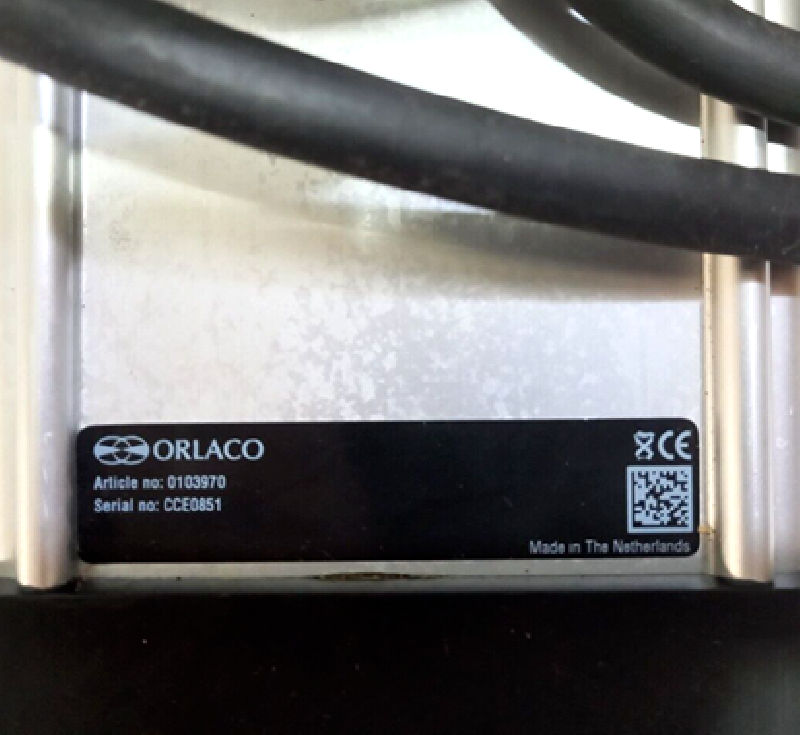 ORLACO
CE
Article no: 0103970
Serial no: CCE0851
Made in The Netherlands